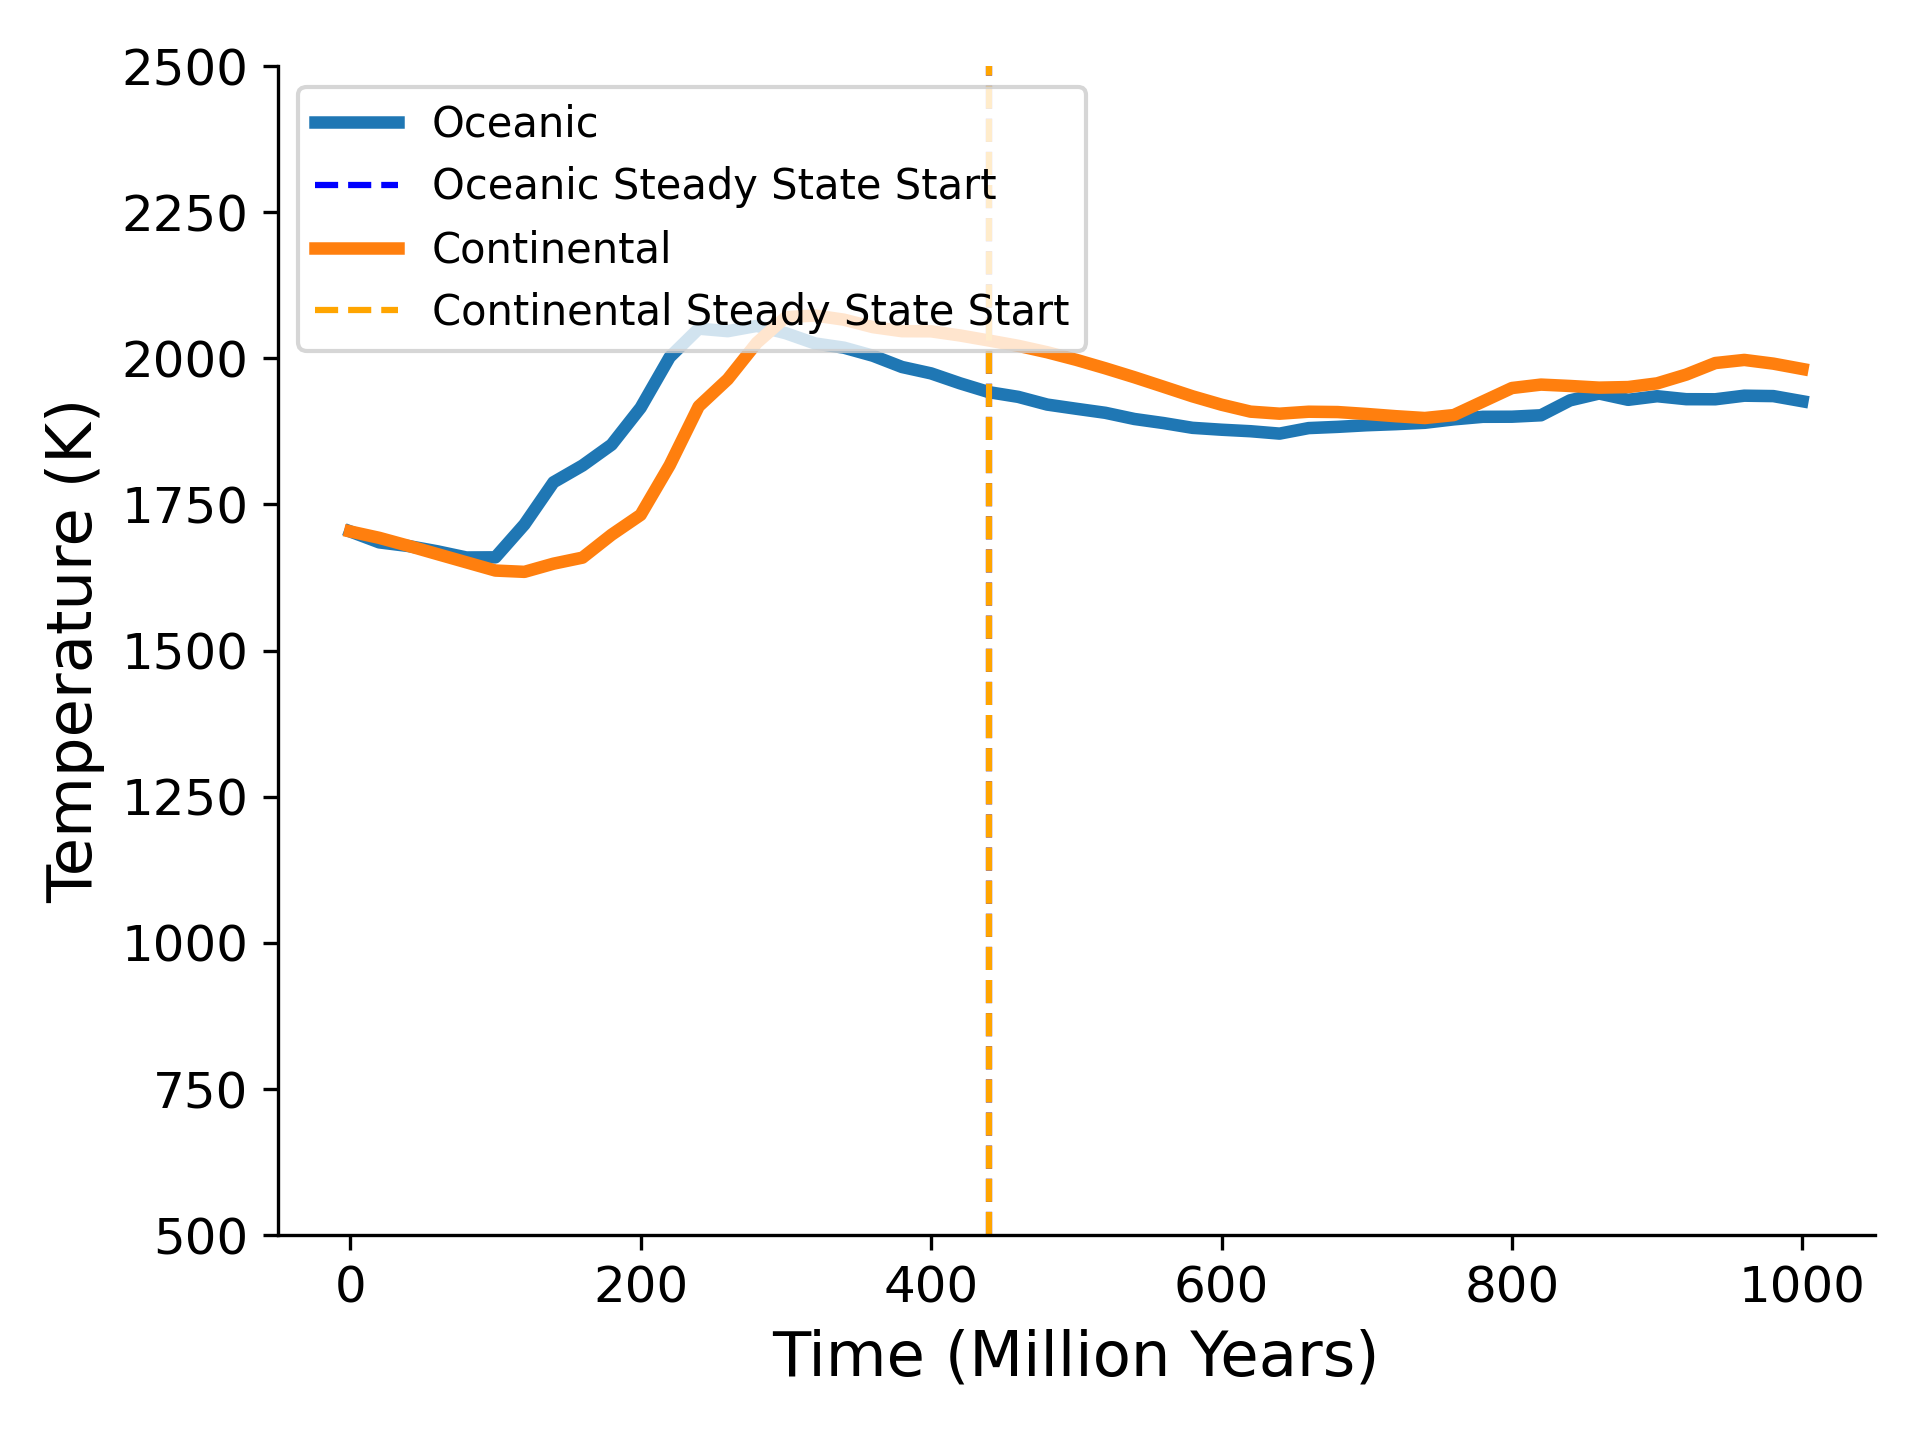 2500
2250
2000
1750
1500
1250
1000
750
500
Temperature (K)
Oceanic
Oceanic Steady State Start
Continental
Continental Steady State Start
0 200 400 600 800 1000
Time (Million Years)